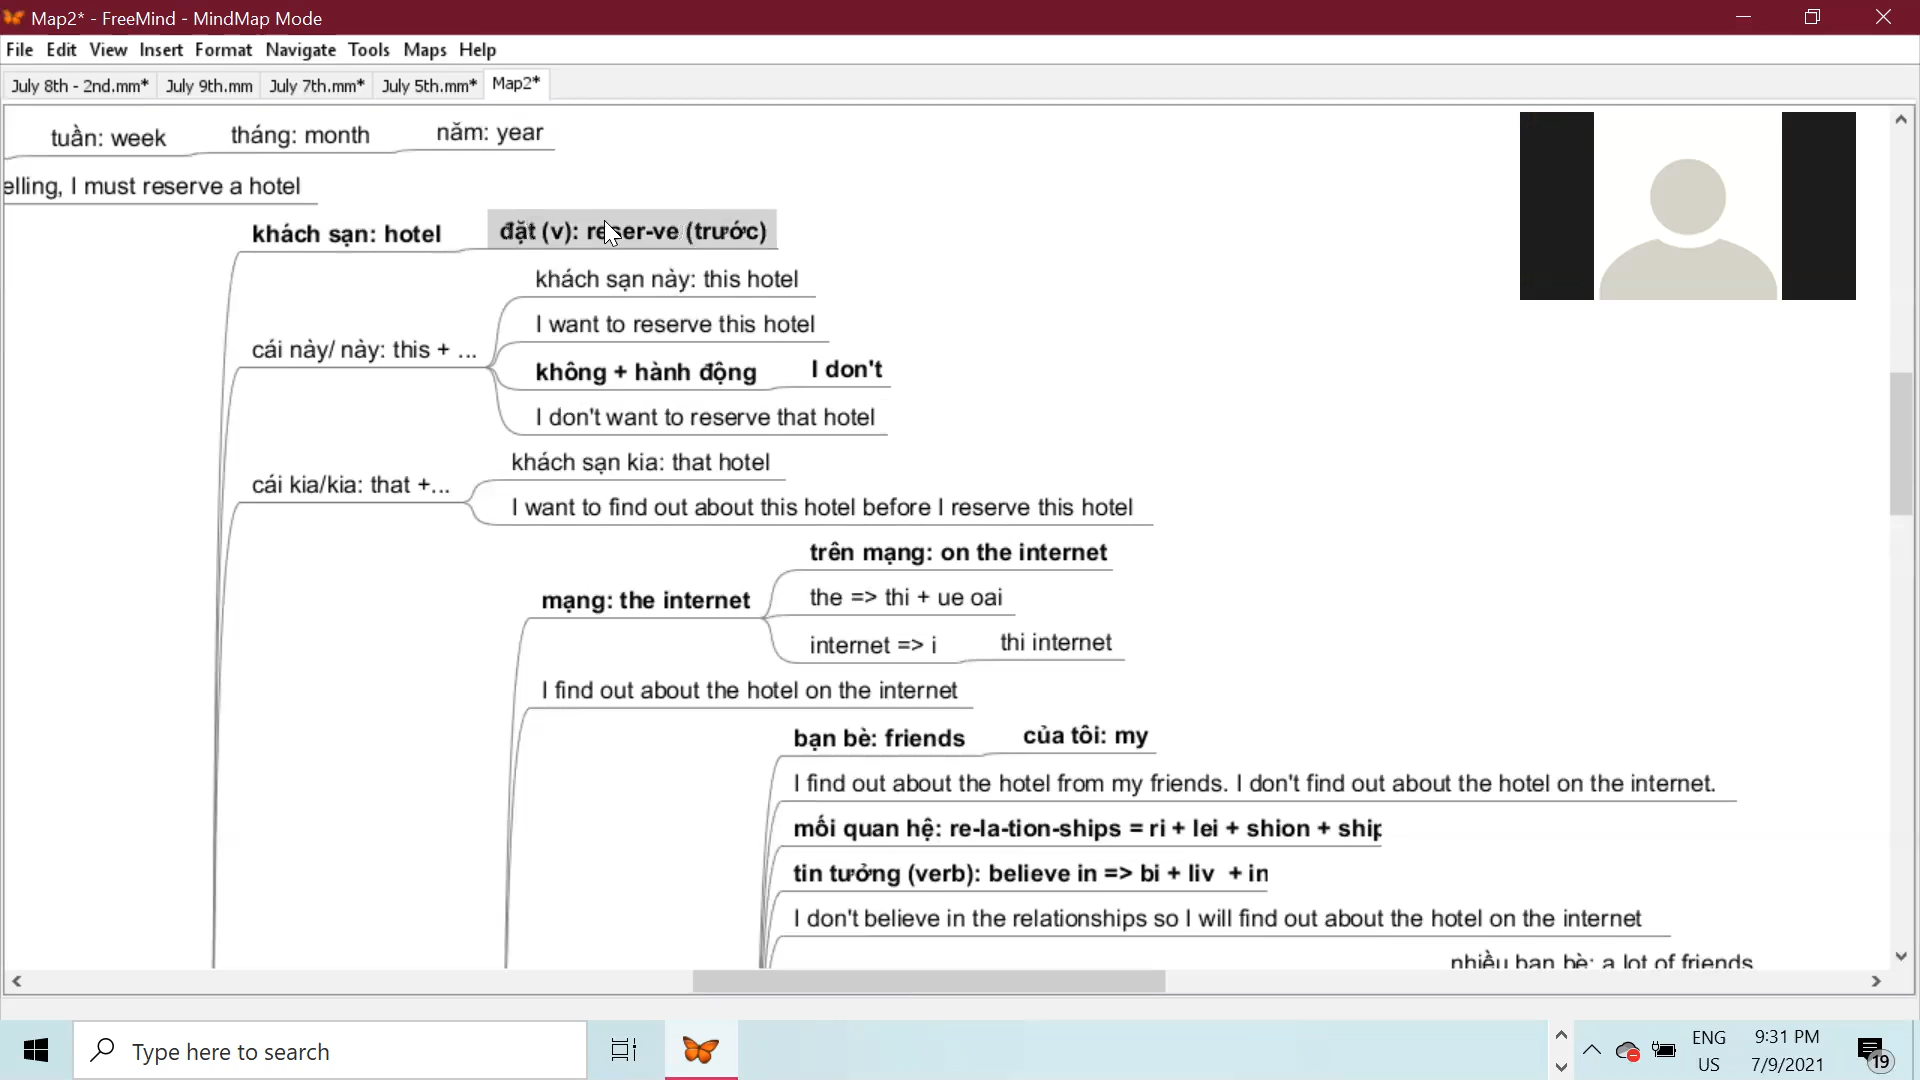 Map2* - FreeMind - MindMap Mode
File Edit View Insert Format Navigate Tools Maps Help
July 8th - 2nd.mm* July 9th.mm July 7th.mm* July 5th.mm* Map2*
tuần: week tháng: month năm: year
elling, I must reserve a hotel
khách sạn: hotel đặt (v): reser-ve (trước)
khách sạn này: this hotel
I want to reserve this hotel
cái này/ này: this + ...
không + hành động I don't
I don't want to reserve that hotel
khách sạn kia: that hotel
cái kia/kia: that +...
I want to find out about this hotel before I reserve this hotel
trên mạng: on the internet
mạng: the internet
the => thi + ue oai
internet => i thi internet
I find out about the hotel on the internet
bạn bè: friends của tôi: my
I find out about the hotel from my friends. I don't find out about the hotel on the internet.
mối quan hệ: re-la-tion-ships = ri + lei + shion + ship
tin tưởng (verb): believe in => bi + liv + in
I don't believe in the relationships so I will find out about the hotel on the internet
nhiều bạn bè: a lot of friends
Type here to search
ENG
US
9:31 PM
7/9/2021
19